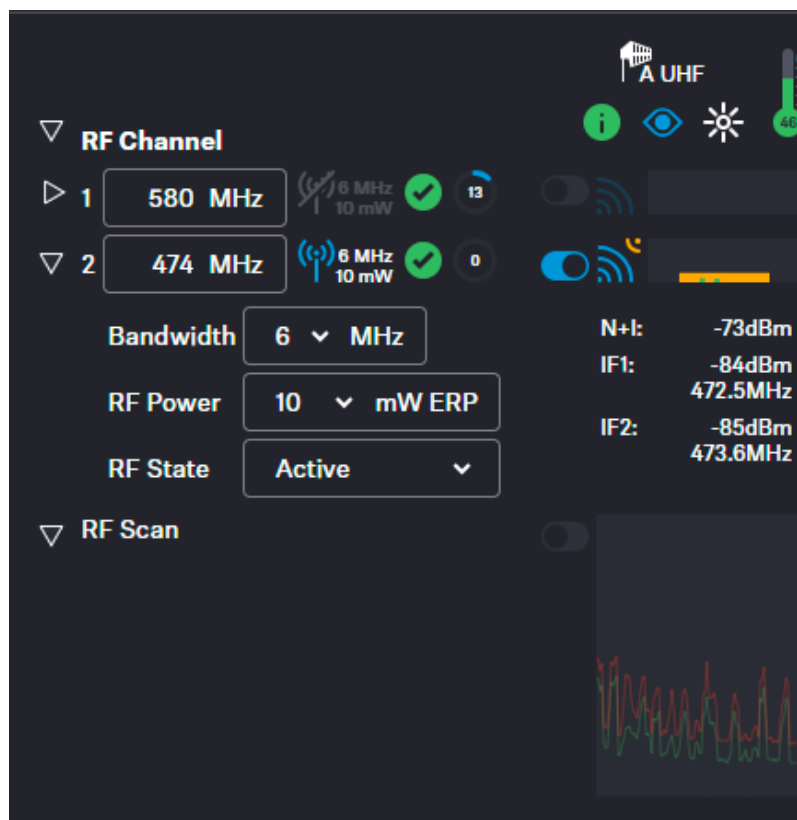 A UHF
46
RF Channel
1 580 MHz 6 MHz 13
10 mW
2 474 MHz 6 MHz 0
10 mW
Bandwidth 6 MHz
RF Power 10 mW ERP
RF State Active
N+I: -73dBm
IF1: -84dBm
472.5MHz
IF2: -85dBm
473.6MHz
RF Scan